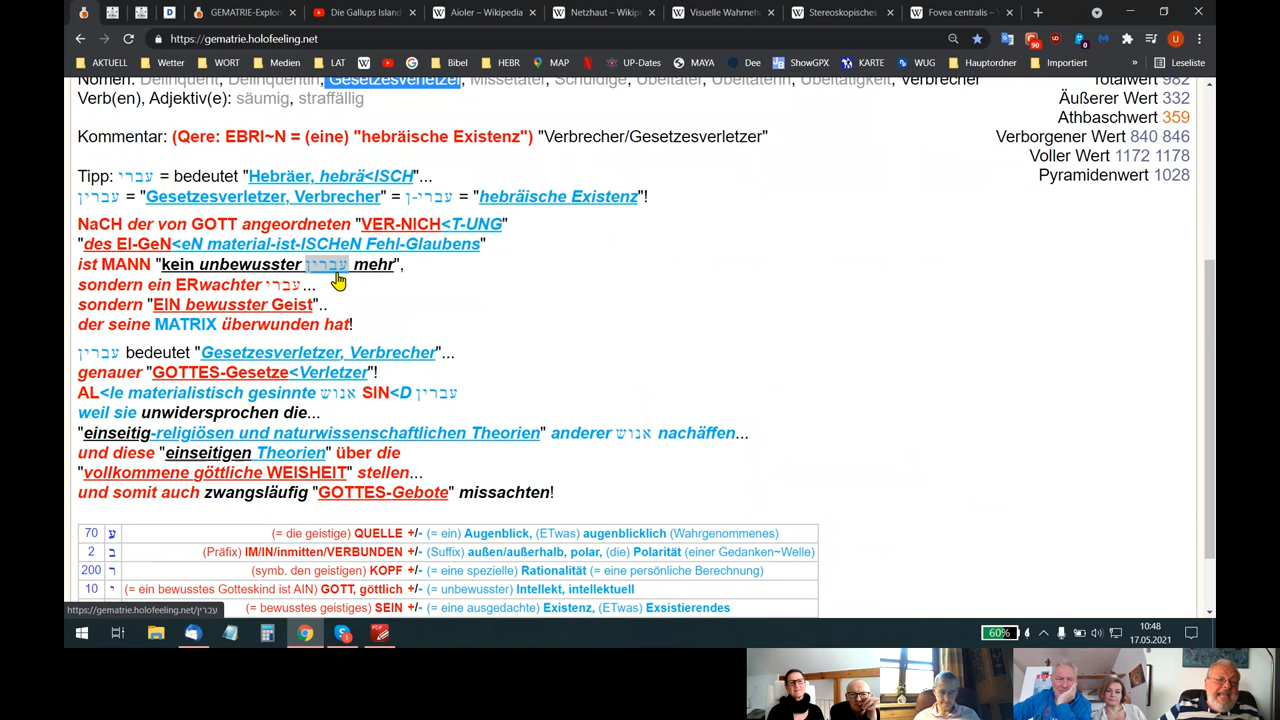 GEMATRIE-Explor
Die Gallups Island
Aioler – Wikipedia
Netzhaut – Wikip
Visuelle Wahrneh
Stereoskopisches
Fovea centralis – V
https://gematrie.holofeeling.net
AKTUELL Wetter WORT Medien LAT G Bibel HEBR MAP UP-Dates MAYA Dee ShowGPX KARTE WUG Hauptordner Importiert » Leseliste
Nomen: Delinquent, Delinquentin, Gesetzesverletzer, Missetäter, Schuldige, Übeltäter, Übeltäterin, Übeltätigkeit, Verbrecher
Verb(en), Adjektiv(e): säumig, straffällig
Totalwert 982
Äußerer Wert 332
Athbaschwert 359
Verborgener Wert 840 846
Voller Wert 1172 1178
Pyramidenwert 1028
Kommentar: (Qere: EBRI~N = (eine) "hebräische Existenz") "Verbrecher/Gesetzesverletzer"
Tipp: עברי = bedeutet "Hebräer, hebrä<ISCH"...
עברין = "Gesetzesverletzer, Verbrecher" = עברי-ן = "hebräische Existenz"!
NaCH der von GOTT angeordneten "VER-NICH<T-UNG"
"des EI-GeN<eN material-ist-ISCHeN Fehl-Glaubens"
ist MANN "kein unbewusster עברין mehr",
sondern ein ERwachter עברי...
sondern "EIN bewusster Geist"..
der seine MATRIX überwunden hat!
עברין bedeutet "Gesetzesverletzer, Verbrecher"...
genauer "GOTTES-Gesetze<Verletzer"!
AL<le materialistisch gesinnte אנוש SIN<D עברין
weil sie unwidersprochen die...
"einseitig-religiösen und naturwissenschaftlichen Theorien" anderer אנוש nachäffen...
und diese "einseitigen Theorien" über die
"vollkommene göttliche WEISHEIT" stellen...
und somit auch zwangsläufig "GOTTES-Gebote" missachten!
70 ע (= die geistige) QUELLE +/- (= ein) Augenblick, (ETwas) augenblicklich (Wahrgenommenes)
2 ב (Präfix) IM/IN/inmitten/VERBUNDEN +/- (Suffix) außen/außerhalb, polar, (die) Polarität (einer Gedanken~Welle)
200 ר (symb. den geistigen) KOPF +/- (= eine spezielle) Rationalität (= eine persönliche Berechnung)
10 י (= ein bewusstes Gotteskind ist AIN) GOTT, göttlich +/- (= unbewusster) Intellekt, intellektuell
(= bewusstes geistiges) SEIN +/- (= eine ausgedachte) Existenz, (ETwas) Exsistierendes
https://gematrie.holofeeling.net/עברין
60%
10:48
17.05.2021